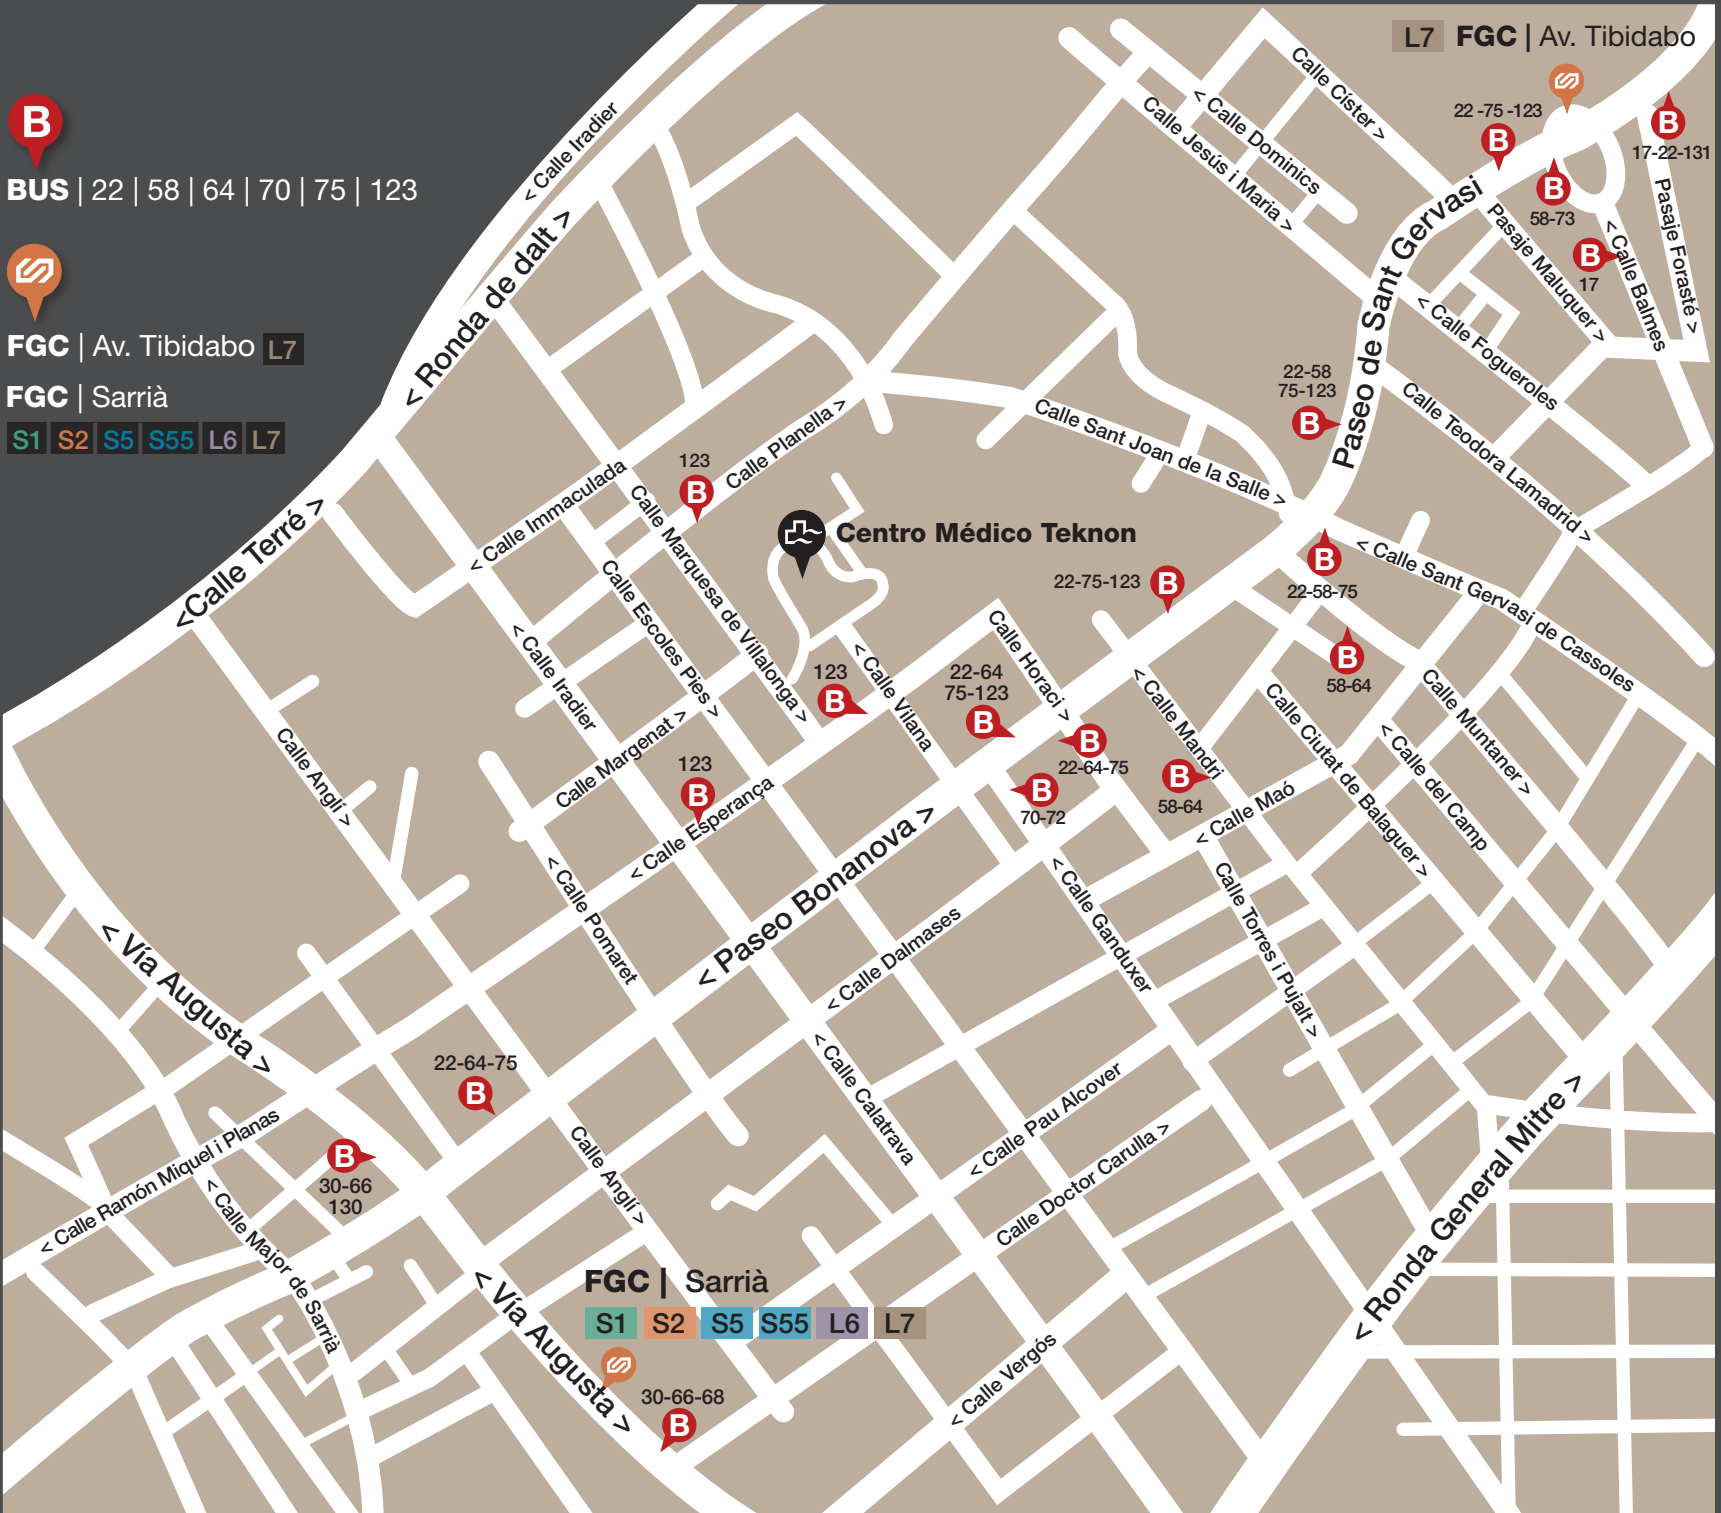 B
BUS | 22 | 58 | 64 | 70 | 75 | 123
FGC | Av. Tibidabo L7
FGC | Sarrià
S1 S2 S5 S55 L6 L7
L7 FGC | Av. Tibidabo
< Calle Iradier
< Ronda de dalt >
<Calle Terré >
Calle Císter >
< Calle Dominics
Calle Jesús i Maria >
22 -75 -123
B
B
17-22-131
B
58-73
B
17
Pasaje Forasté >
< Calle Balmes
Pasaje Maluquer >
Paseo de Sant Gervasi
< Calle Fogueroles
Calle Teodora Lamadrid >
22-58
75-123
B
Calle Sant Joan de la Salle >
Calle Planella >
123
B
< Calle Immaculada
Calle Marquesa de Villalonga >
Centro Médico Teknon
Calle Escoles Pies >
< Calle Iradier
22-75-123
B
B
22-58-75
< Calle Sant Gervasi de Cassoles
B
58-64
Calle Horaci >
< Calle Vilana
123
B
22-64
75-123
B
B
22-64-75
B
70-72
< Calle Mandri
B
58-64
Calle Ciutat de Balaguer >
Calle Muntaner >
< Calle del Camp
< Calle Maó
Calle Margenat >
123
B
< Calle Esperança
Calle Anglí >
< Calle Pomaret
< Paseo Bonanova >
< Calle Dalmases
< Calle Ganduxer
Calle Torres i Pujalt >
< Vía Augusta >
22-64-75
B
< Calle Calatrava
< Calle Pau Alcover
Calle Doctor Carulla >
< Ronda General Mitre >
< Calle Ramón Miquel i Planas
B
30-66
130
< Calle Major de Sarrià
Calle Anglí >
< Vía Augusta >
FGC | Sarrià
S1 S2 S5 S55 L6 L7
30-66-68
B
< Calle Vergós